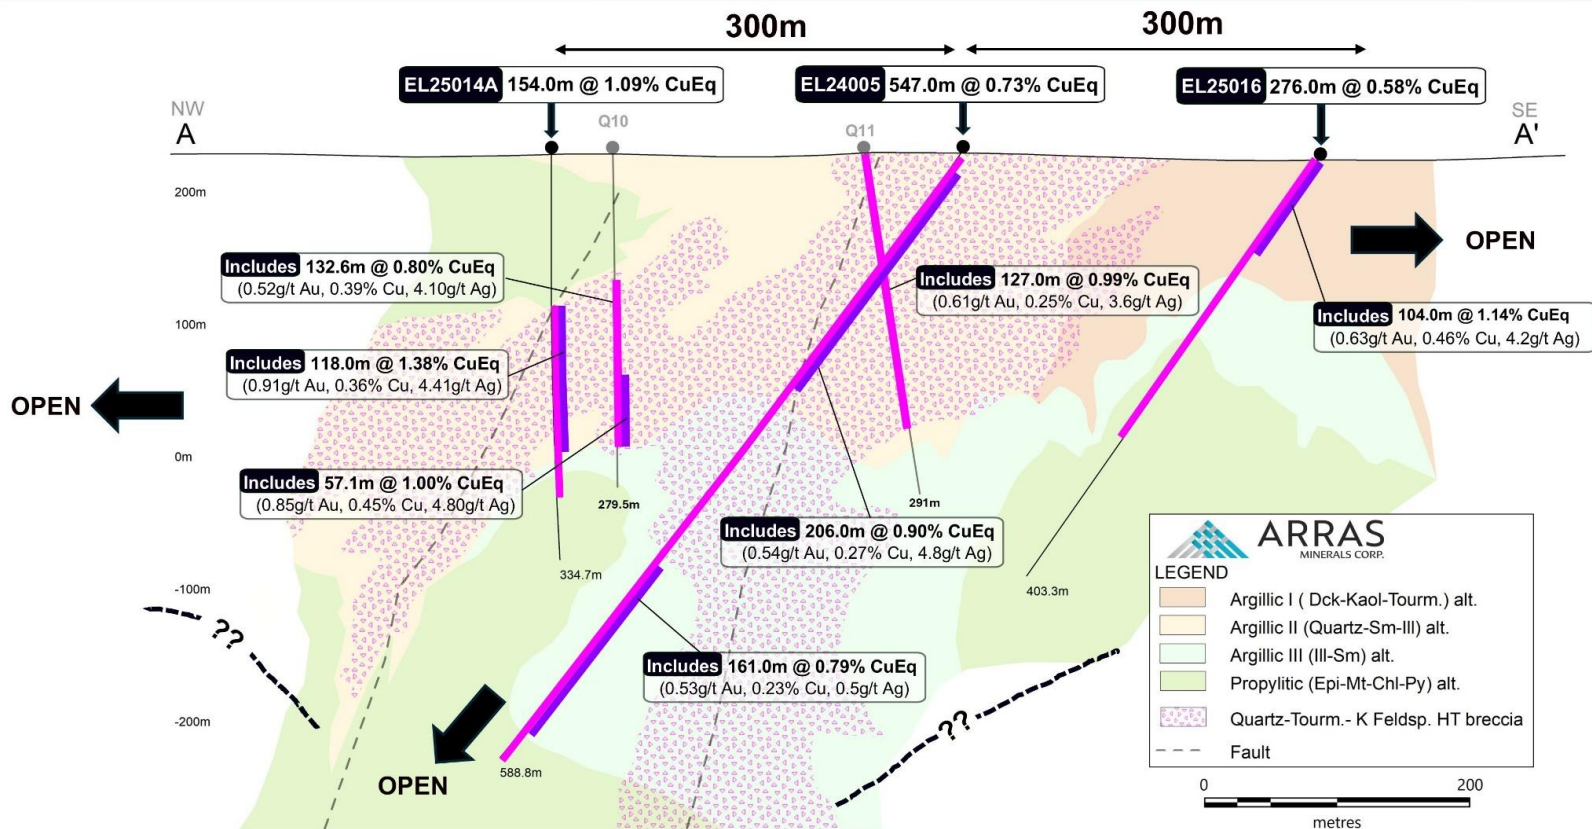 300m
300m
EL25014A 154.0m @ 1.09% CuEq
EL24005 547.0m @ 0.73% CuEq
EL25016 276.0m @ 0.58% CuEq
NW
A
Q10
Q11
SE
A'
200m
100m
0m
-100m
-200m
Includes 132.6m @ 0.80% CuEq
(0.52g/t Au, 0.39% Cu, 4.10g/t Ag)
Includes 127.0m @ 0.99% CuEq
(0.61g/t Au, 0.25% Cu, 3.6g/t Ag)
OPEN
Includes 104.0m @ 1.14% CuEq
(0.63g/t Au, 0.46% Cu, 4.2g/t Ag)
Includes 118.0m @ 1.38% CuEq
(0.91g/t Au, 0.36% Cu, 4.41g/t Ag)
OPEN
Includes 57.1m @ 1.00% CuEq
(0.85g/t Au, 0.45% Cu, 4.80g/t Ag)
279.5m
291m
Includes 206.0m @ 0.90% CuEq
(0.54g/t Au, 0.27% Cu, 4.8g/t Ag)
334.7m
403.3m
??
Includes 161.0m @ 0.79% CuEq
(0.53g/t Au, 0.23% Cu, 0.5g/t Ag)
??
588.8m
OPEN
ARRAS
MINERALS CORP.
LEGEND
Argillic I ( Dck-Kaol-Tourm.) alt.
Argillic II (Quartz-Sm-Ill) alt.
Argillic III (Ill-Sm) alt.
Propylitic (Epi-Mt-Chl-Py) alt.
Quartz-Tourm.- K Feldsp. HT breccia
Fault
0 200
metres